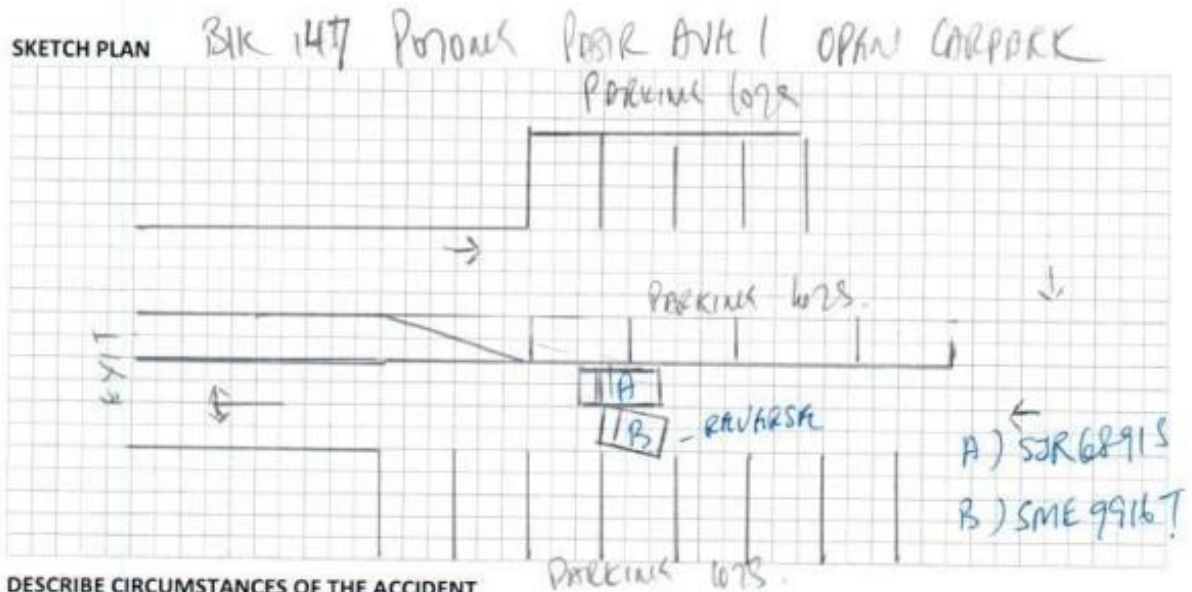 SKETCH PLAN BLK 147 POTONG PASIR AVE 1 OPEN CARPARK
PARKING LOTS
PARKING LOTS.
EXIT
A
B - REVERSE
A) SJR6891S
B) SME9916T
PARKING LOTS.
DESCRIBE CIRCUMSTANCES OF THE ACCIDENT